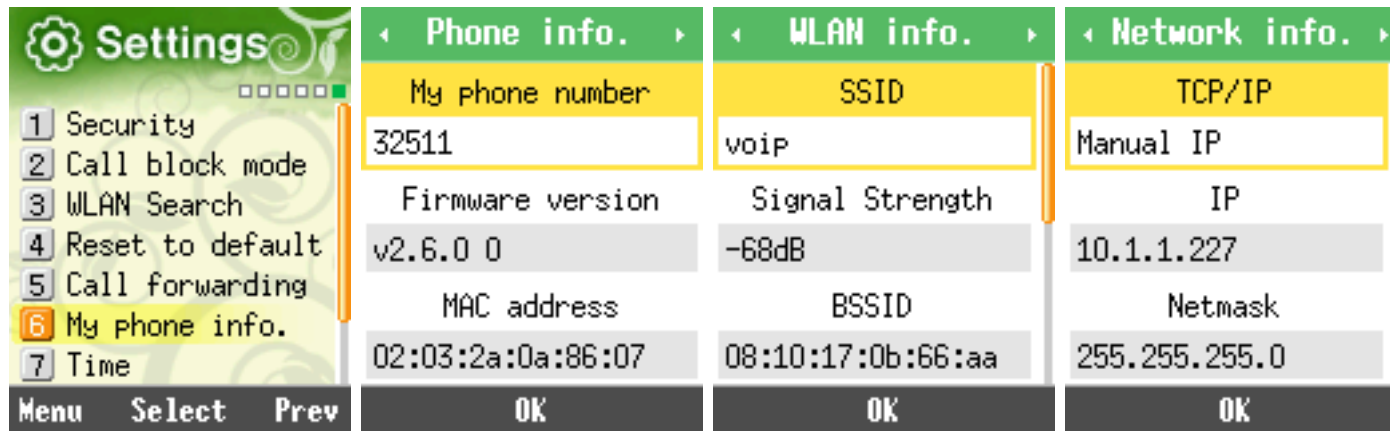 Settings
1 Security
2 Call block mode
3 WLAN Search
4 Reset to default
5 Call forwarding
6 My phone info.
7 Time
Menu Select Prev
Phone info.
My phone number
32511
Firmware version
v2.6.0 0
MAC address
02:03:2a:0a:86:07
OK
WLAN info.
SSID
voip
Signal Strength
-68dB
BSSID
08:10:17:0b:66:aa
OK
Network info.
TCP/IP
Manual IP
IP
10.1.1.227
Netmask
255.255.255.0
OK